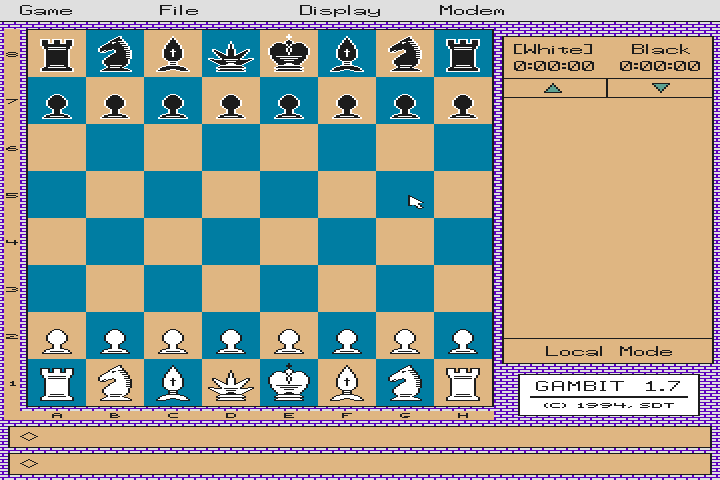 Game File Display Modem
[White] Black
0:00:00 0:00:00
8
7
6
5
4
3
2
1
A B C D E F G H
Local Mode
GAMBIT 1.7
(C) 1994, SDT